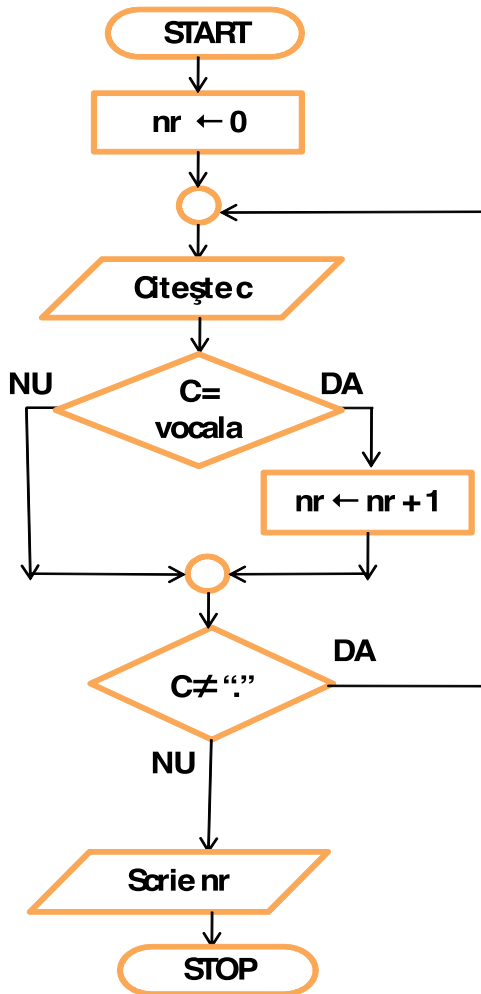 START
nr ← 0
Citeşte c
NU
DA
C=
vocala
nr ← nr + 1
DA
C≠ “.”
NU
Scrie nr
STOP